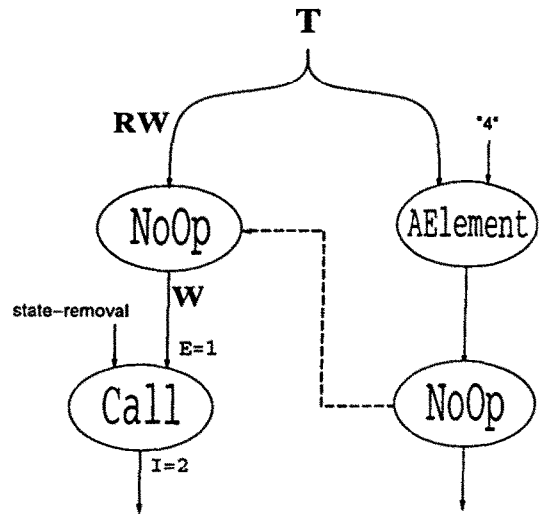 T
RW
"4"
NoOp
AElement
W
state-removal
E=1
Call
NoOp
I=2